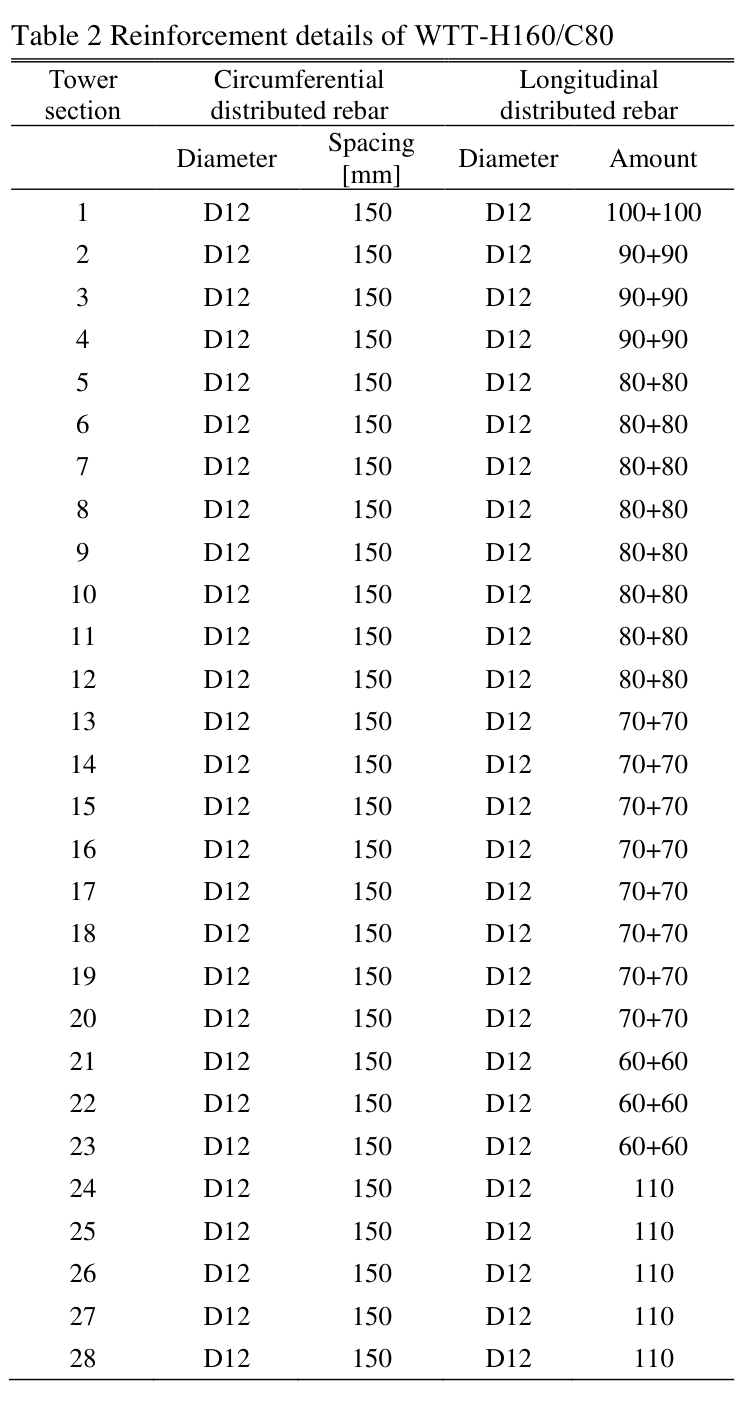 Table 2 Reinforcement details of WTT-H160/C80
Tower section Circumferential distributed rebar Longitudinal distributed rebar
Diameter Spacing [mm] Diameter Amount
1 D12 150 D12 100+100
2 D12 150 D12 90+90
3 D12 150 D12 90+90
4 D12 150 D12 90+90
5 D12 150 D12 80+80
6 D12 150 D12 80+80
7 D12 150 D12 80+80
8 D12 150 D12 80+80
9 D12 150 D12 80+80
10 D12 150 D12 80+80
11 D12 150 D12 80+80
12 D12 150 D12 80+80
13 D12 150 D12 70+70
14 D12 150 D12 70+70
15 D12 150 D12 70+70
16 D12 150 D12 70+70
17 D12 150 D12 70+70
18 D12 150 D12 70+70
19 D12 150 D12 70+70
20 D12 150 D12 70+70
21 D12 150 D12 60+60
22 D12 150 D12 60+60
23 D12 150 D12 60+60
24 D12 150 D12 110
25 D12 150 D12 110
26 D12 150 D12 110
27 D12 150 D12 110
28 D12 150 D12 110